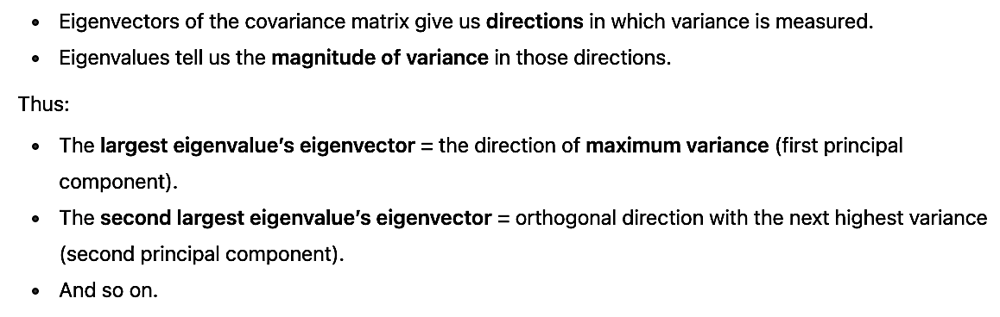 • Eigenvectors of the covariance matrix give us directions in which variance is measured.
• Eigenvalues tell us the magnitude of variance in those directions.
Thus:
• The largest eigenvalue's eigenvector = the direction of maximum variance (first principal
component).
• The second largest eigenvalue's eigenvector = orthogonal direction with the next highest variance
(second principal component).
• And so on.